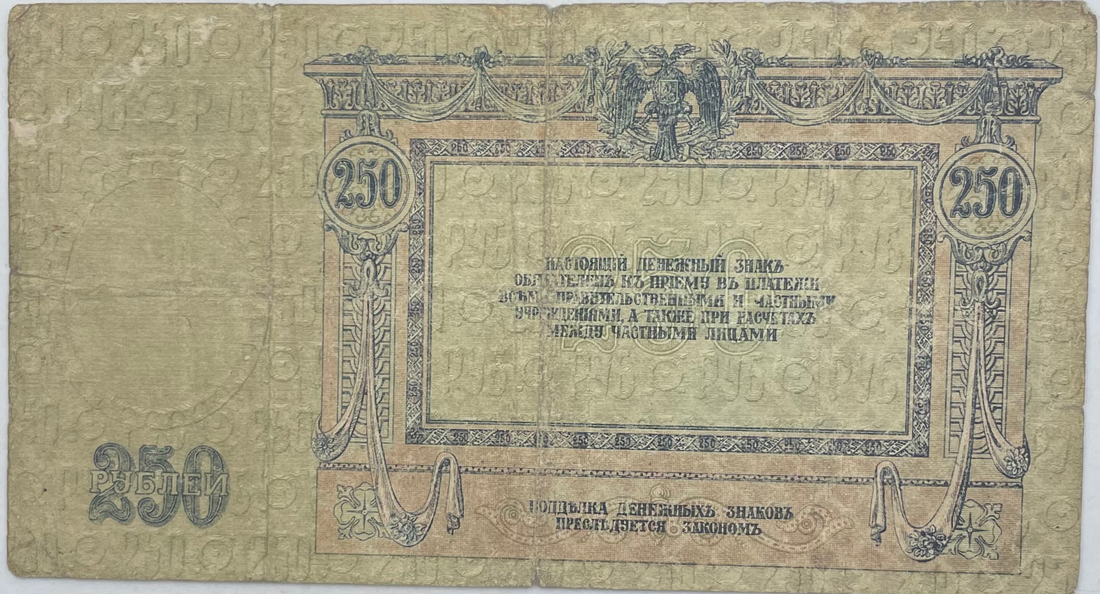 250 250
НАСТОЯЩІЙ ДЕНЕЖНЫЙ ЗНАКЪ
ОБЯЗАТЕЛЕНЪ КЪ ПРІЕМУ ВЪ ПЛАТЕЖИ
ВСѢМИ ПРАВИТЕЛЬСТВЕННЫМИ И ЧАСТНЫМИ
УЧРЕЖДЕНІЯМИ, А ТАКЖЕ ПРИ РАСЧЕТАХЪ
МЕЖДУ ЧАСТНЫМИ ЛИЦАМИ
250
250
РУБЛЕЙ
ПОДДѢЛКА ДЕНЕЖНЫХЪ ЗНАКОВЪ
ПРЕСЛѢДУЕТСЯ ЗАКОНОМЪ